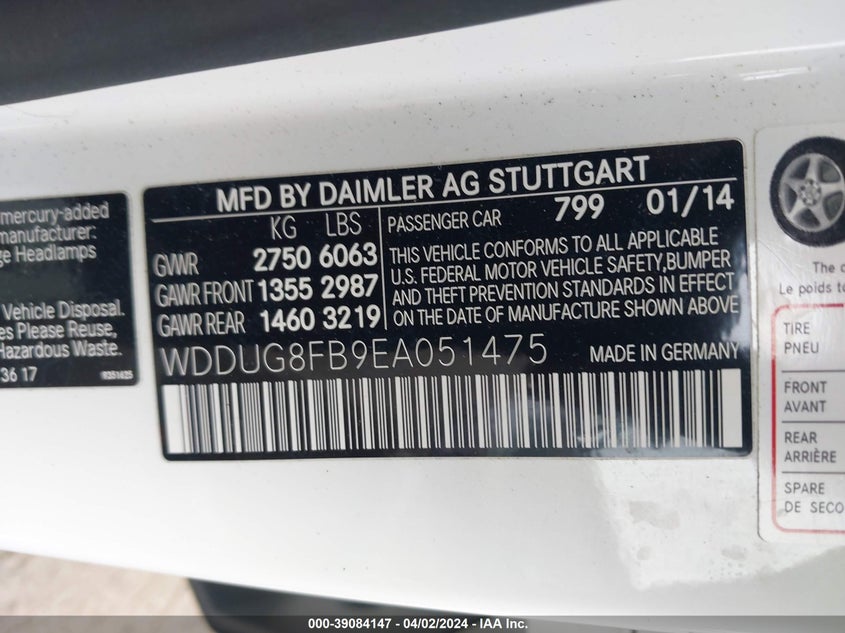 mercury-added
manufacturer:
ge Headlamps
Vehicle Disposal.
es Please Reuse,
Hazardous Waste.
36 17
MFD BY DAIMLER AG STUTTGART
KG LBS
GVWR 2750 6063
GAWR FRONT 1355 2987
GAWR REAR 1460 3219
PASSENGER CAR 799 01/14
THIS VEHICLE CONFORMS TO ALL APPLICABLE
U.S. FEDERAL MOTOR VEHICLE SAFETY,BUMPER
AND THEFT PREVENTION STANDARDS IN EFFECT
ON THE DATE OF MANUFACTURE SHOWN ABOVE
WDDUG8FB9EA051475 MADE IN GERMANY
The c
Le poids to
TIRE
PNEU
FRONT
AVANT
REAR
ARRIÈRE
SPARE
DE SECO
000-39084147 - 04/02/2024 - IAA Inc.